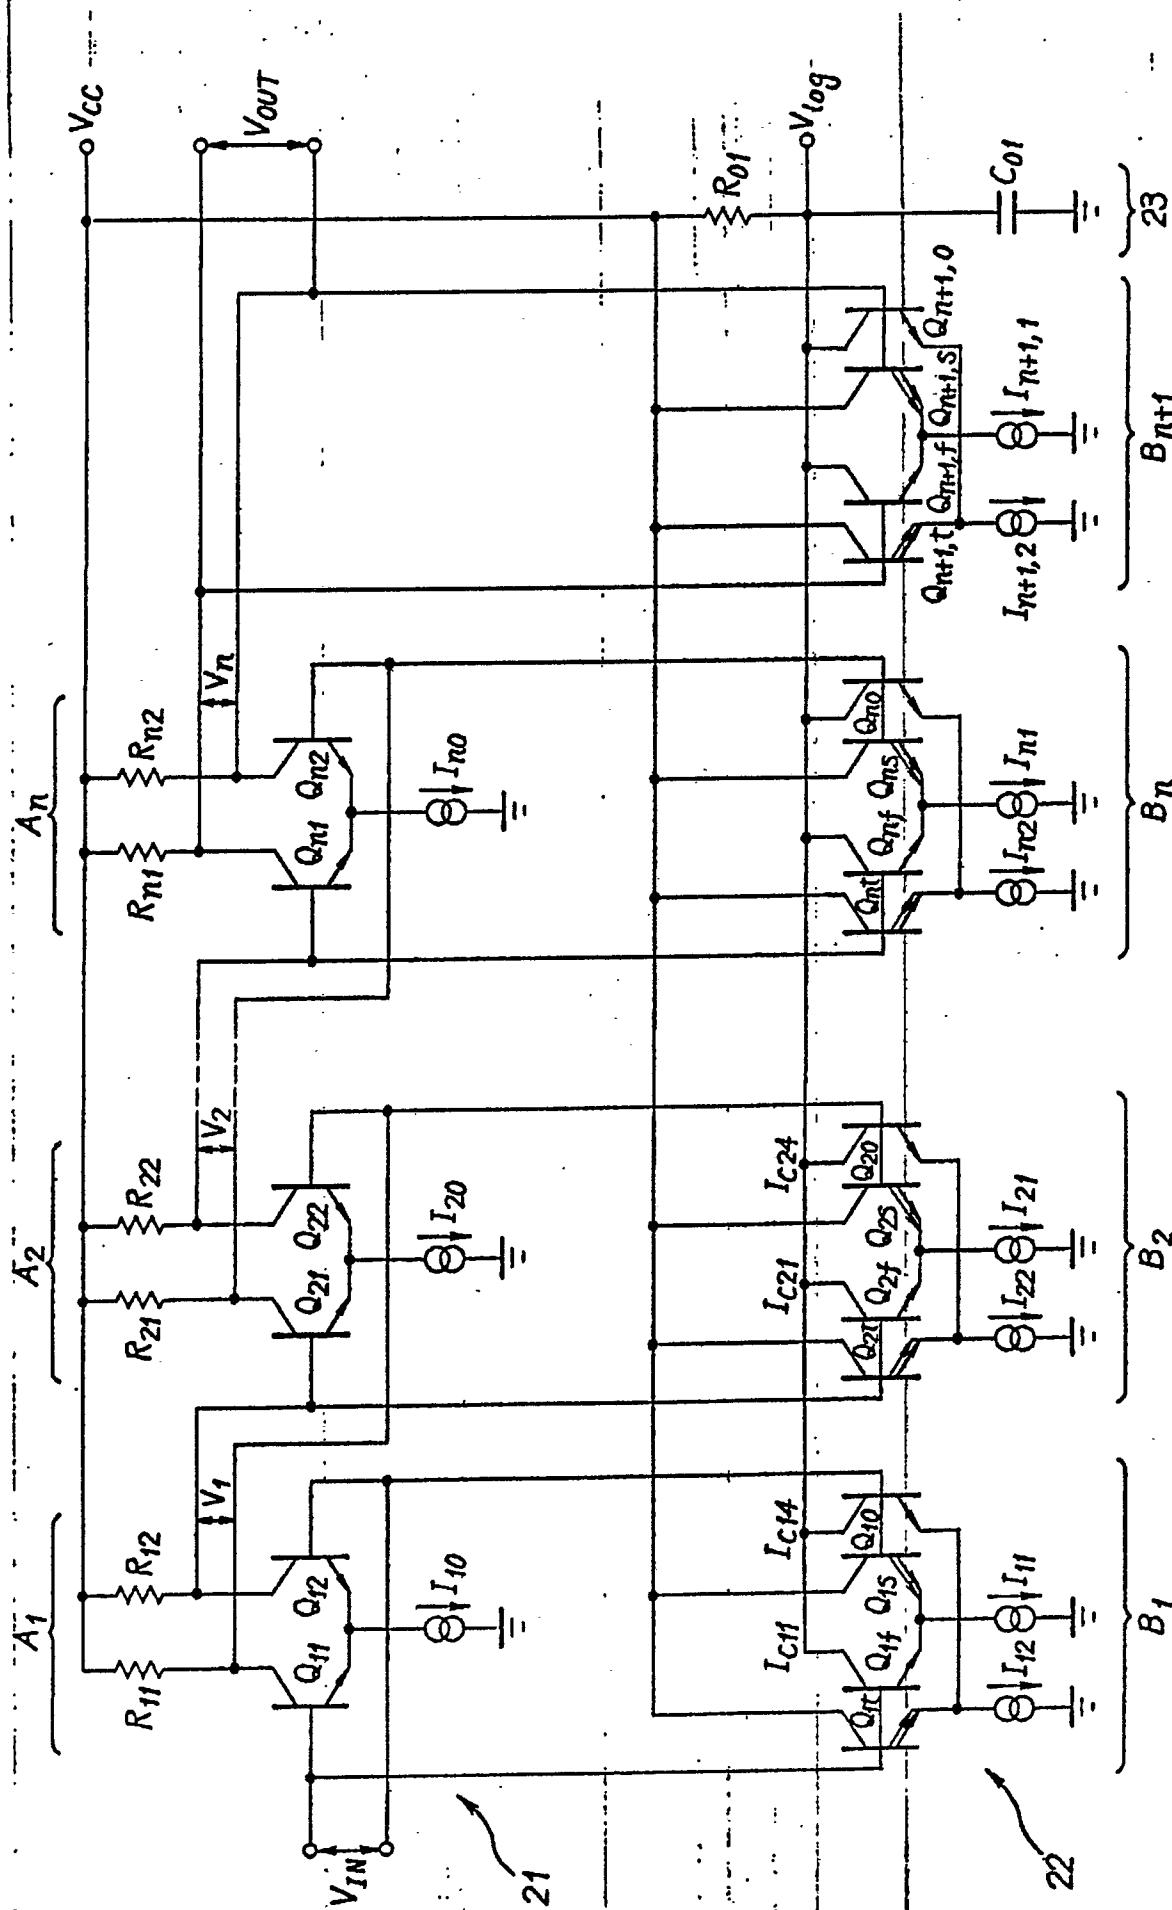 A1 A2 An
VCC
R11 R12 R21 R22 Rn1 Rn2
V1 V2 Vn
VOUT
Q11 Q12 Q21 Q22 Qn1 Qn2
VIN
I10 I20 In0
21
R01
IC11 IC14 IC21 IC24
Vlog
Q1t Q1f Q1s Q10 Q2t Q2f Q2s Q20 Qnt Qnf Qns Qn0 Qn+1,t Qn+1,f Qn+1,s Qn+1,0
C01
I12 I11 I22 I21 In2 In1 In+1,2 In+1,1
22
B1 B2 Bn Bn+1 23